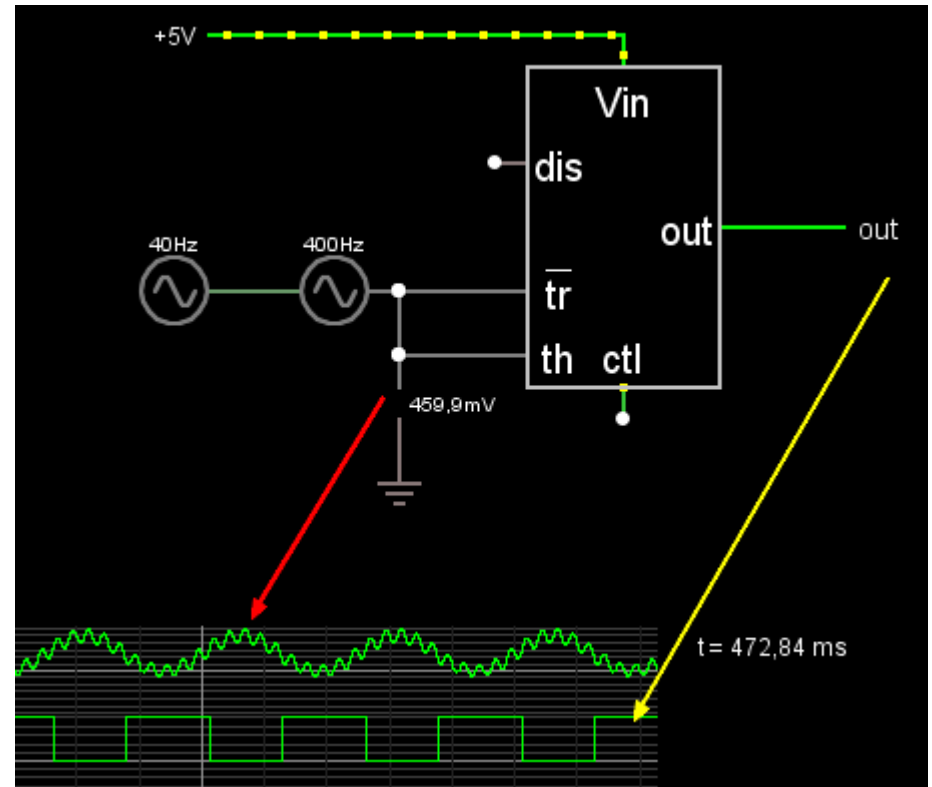 +5V
Vin
dis
out
out
40Hz
400Hz
tr
th
ctl
459,9mV
t = 472,84 ms